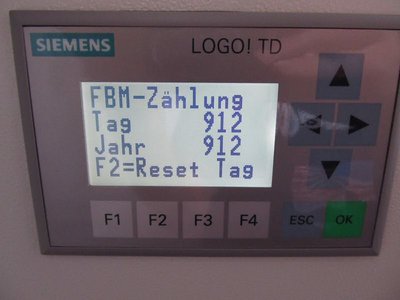 SIEMENS LOGO! TD
FBM-Zählung
Tag 912
Jahr 912
F2=Reset Tag
F1 F2 F3 F4 ESC OK